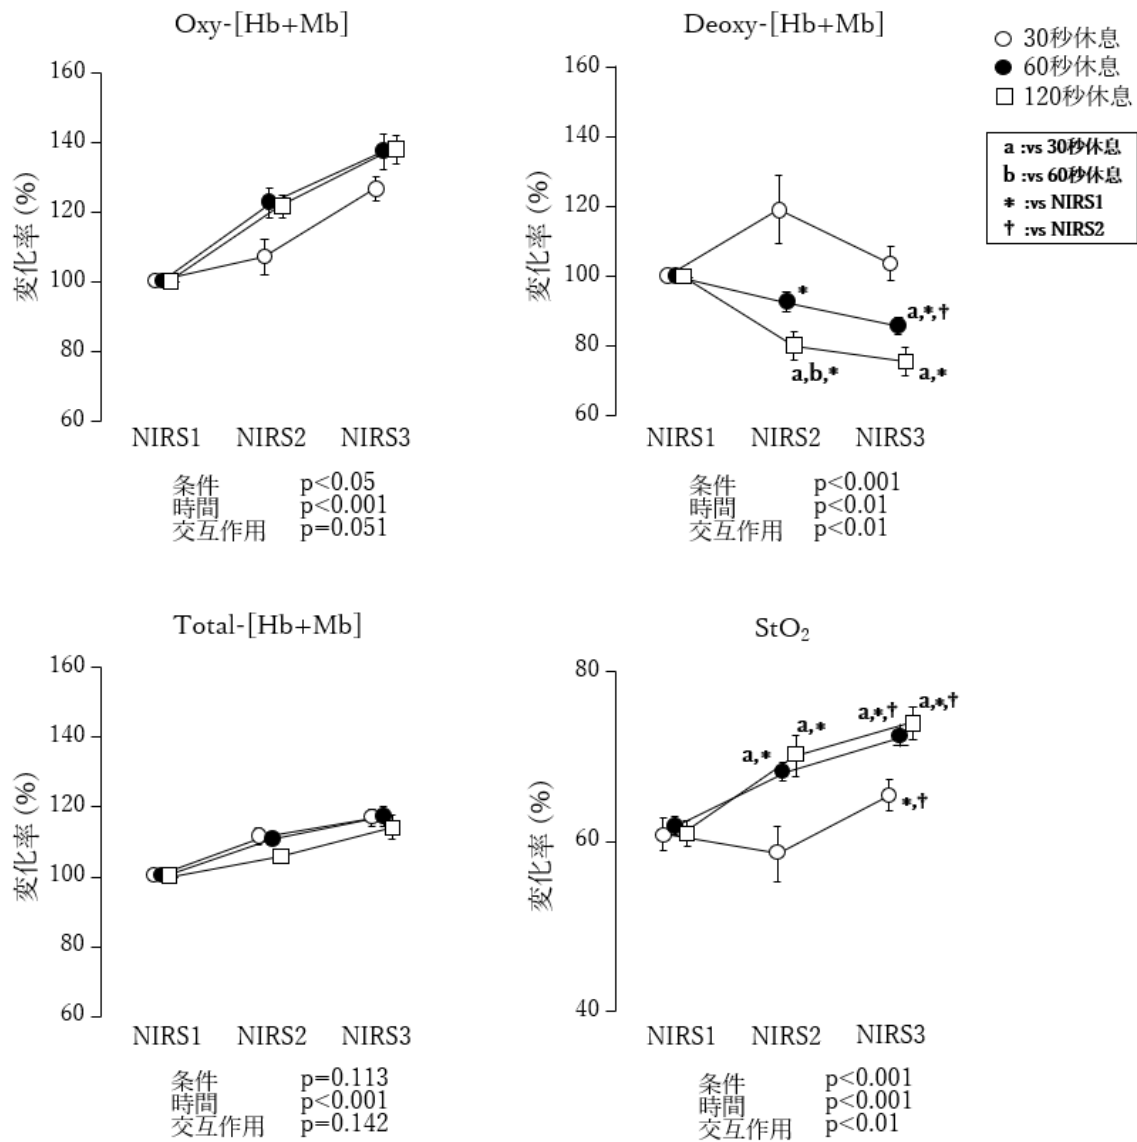 Oxy-[Hb+Mb]
変化率 (%)
160
140
120
100
80
60
NIRS1 NIRS2 NIRS3
条件 p<0.05
時間 p<0.001
交互作用 p=0.051
Deoxy-[Hb+Mb]
変化率 (%)
160
140
120
100
80
60
*
a,*,†
a,b,*
a,*
NIRS1 NIRS2 NIRS3
条件 p<0.001
時間 p<0.01
交互作用 p<0.01
30秒休息
60秒休息
120秒休息
a :vs 30秒休息
b :vs 60秒休息
* :vs NIRS1
† :vs NIRS2
Total-[Hb+Mb]
変化率 (%)
160
140
120
100
80
60
NIRS1 NIRS2 NIRS3
条件 p=0.113
時間 p<0.001
交互作用 p=0.142
StO₂
変化率 (%)
80
60
40
a,*
a,*
a,*,†
a,*,†
*,†
NIRS1 NIRS2 NIRS3
条件 p<0.001
時間 p<0.001
交互作用 p<0.01